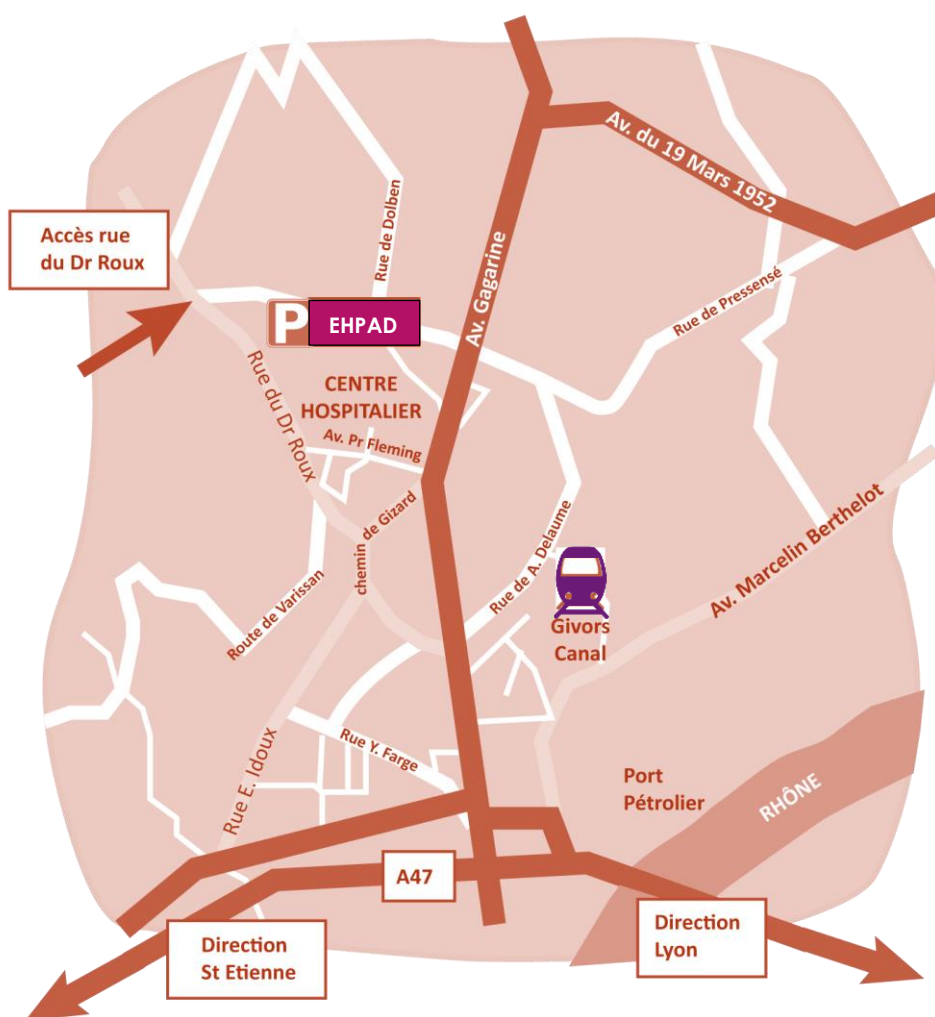 Av. du 19 Mars 1952
Accès rue
du Dr Roux
Rue de Dolben
Av. Gagarine
Rue de Pressensé
P
EHPAD
CENTRE
HOSPITALIER
Rue du Dr Roux
Av. Pr Fleming
chemin de Gizard
Rue de A. Delaume
Av. Marcelin Berthelot
Route de Varissan
Givors
Canal
Rue E. Idoux
Rue Y. Farge
Port
Pétrolier
RHÔNE
A47
Direction
St Etienne
Direction
Lyon